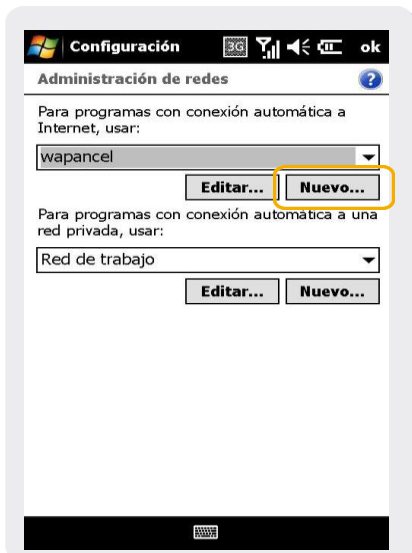 Configuración 3G ok
Administración de redes ?
Para programas con conexión automática a
Internet, usar:
wapancel
Editar... Nuevo...
Para programas con conexión automática a una
red privada, usar:
Red de trabajo
Editar... Nuevo...